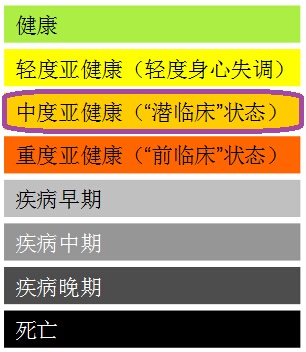 健康
轻度亚健康（轻度身心失调）
中度亚健康（“潜临床”状态）
重度亚健康（“前临床”状态）
疾病早期
疾病中期
疾病晚期
死亡